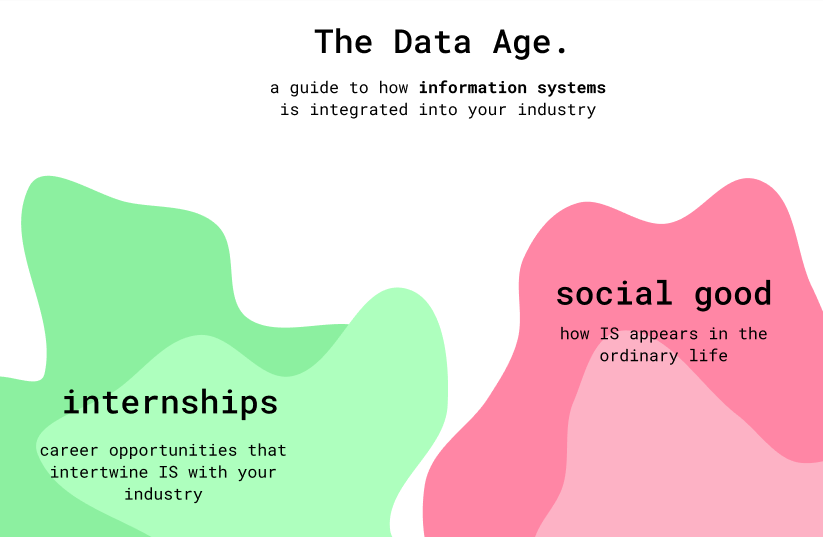 The Data Age.
a guide to how information systems
is integrated into your industry
social good
how IS appears in the
ordinary life
internships
career opportunities that
intertwine IS with your
industry